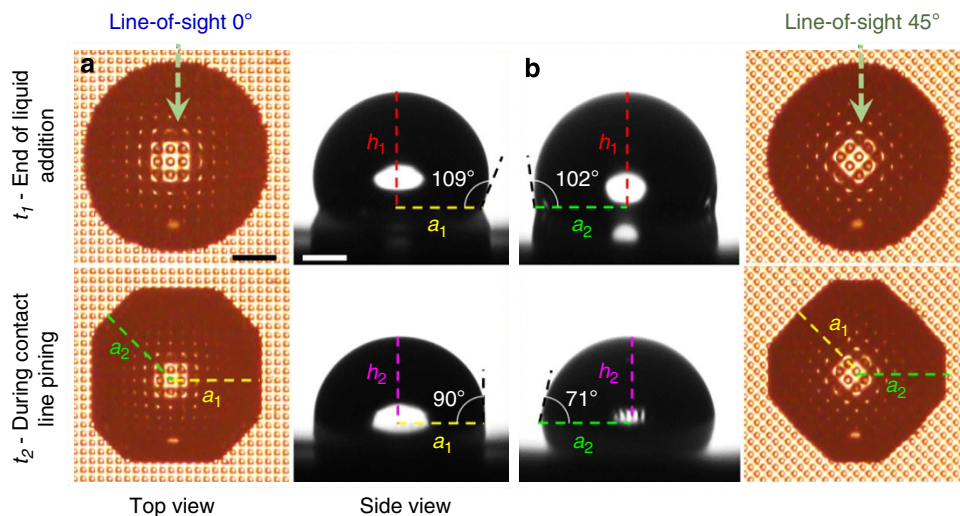 Line-of-sight 0°
Line-of-sight 45°
a
b
t1 - End of liquid
addition
h1
109°
a1
h1
102°
a2
t2 - During contact
line pining
a2
a1
h2
90°
a1
h2
71°
a2
a1
a2
Top view
Side view